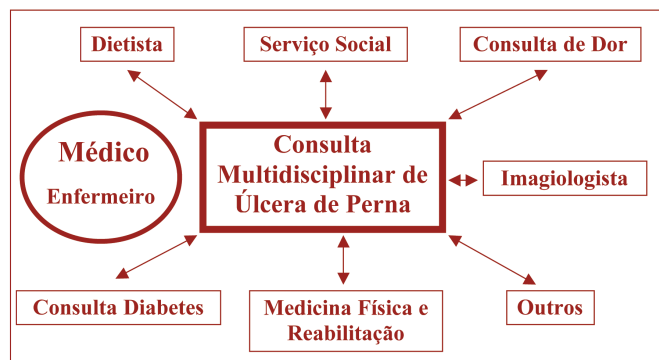 Dietista
Serviço Social
Consulta de Dor
Médico
Enfermeiro
Consulta
Multidisciplinar de
Úlcera de Perna
Imagiologista
Consulta Diabetes
Medicina Física e
Reabilitação
Outros